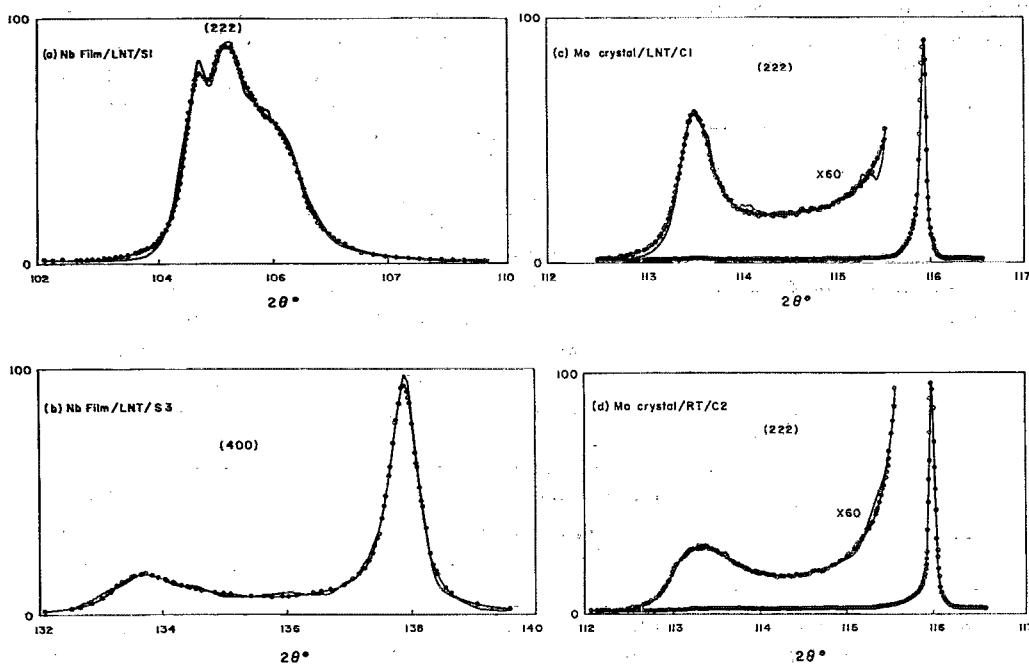 100
(222)
(a) Nb Film/LNT/S1
0
102 104 106 107 110
2θ°
100
(c) Mo crystal/LNT/C1
(222)
X60
0
112 113 114 115 116 117
2θ°
100
(b) Nb Film/LNT/S3
(400)
0
132 134 136 138 140
2θ°
100
(d) Mo crystal/RT/C2
(222)
X60
0
112 113 114 115 116 117
2θ°